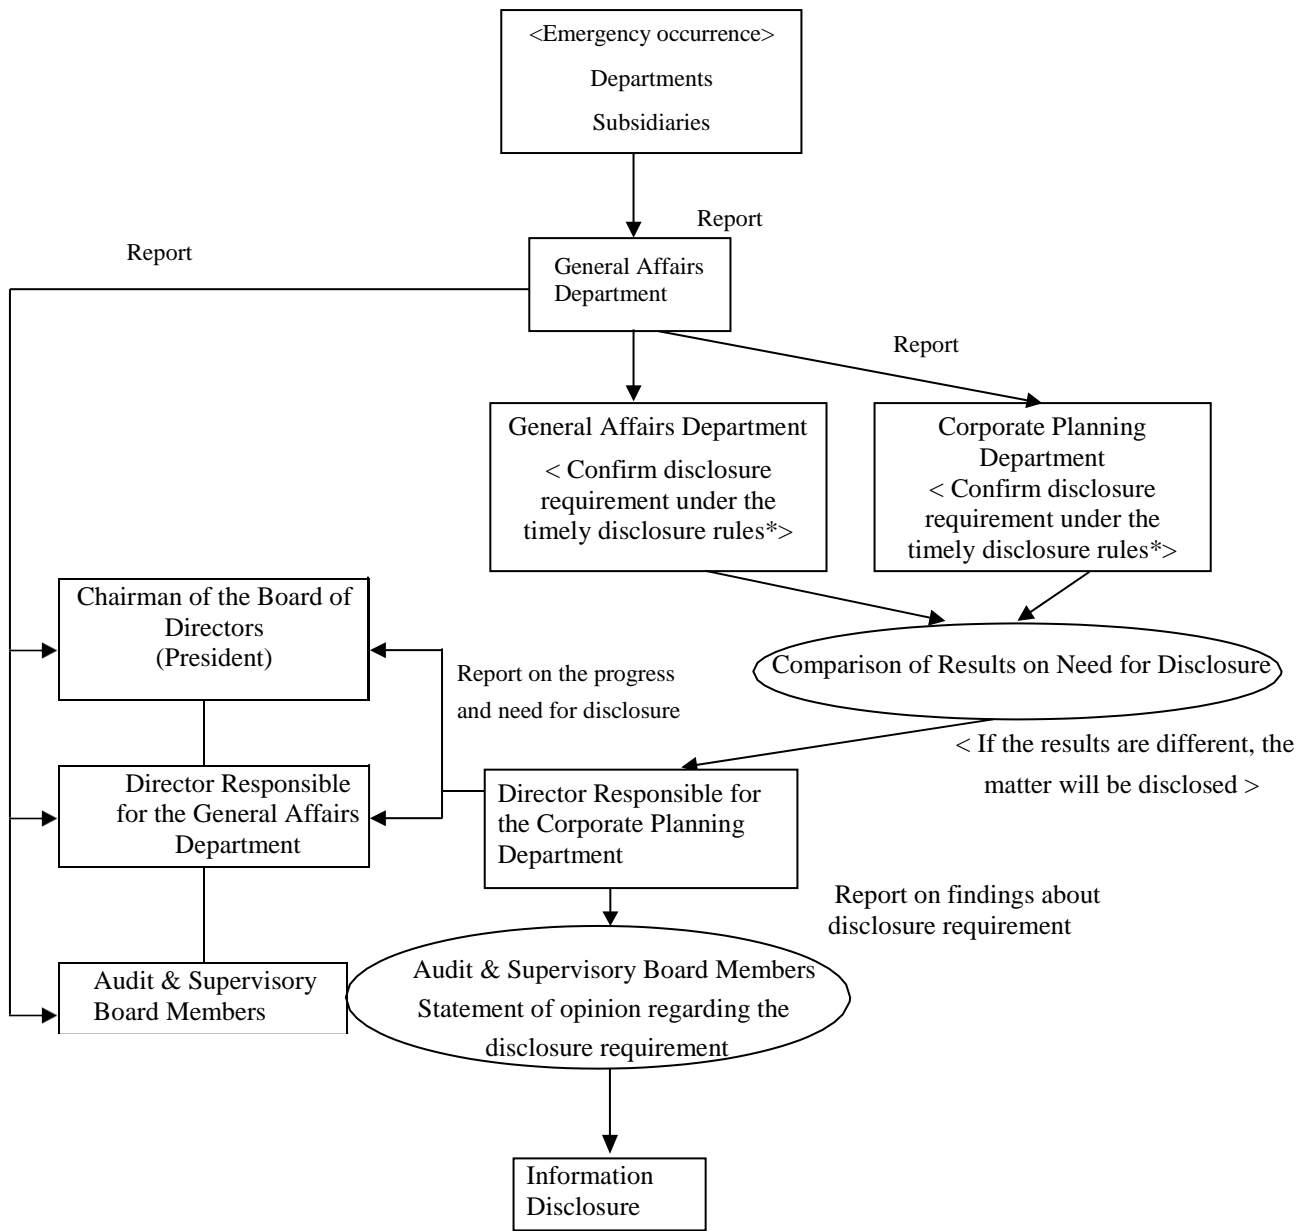 <Emergency occurrence>
Departments
Subsidiaries
Report
Report
General Affairs
Department
Report
General Affairs Department
< Confirm disclosure
requirement under the
timely disclosure rules*>
Corporate Planning
Department
< Confirm disclosure
requirement under the
timely disclosure rules*>
Chairman of the Board of
Directors
(President)
Report on the progress
and need for disclosure
Comparison of Results on Need for Disclosure
< If the results are different, the
matter will be disclosed >
Director Responsible
for the General Affairs
Department
Director Responsible for
the Corporate Planning
Department
Report on findings about
disclosure requirement
Audit & Supervisory
Board Members
Audit & Supervisory Board Members
Statement of opinion regarding the
disclosure requirement
Information
Disclosure